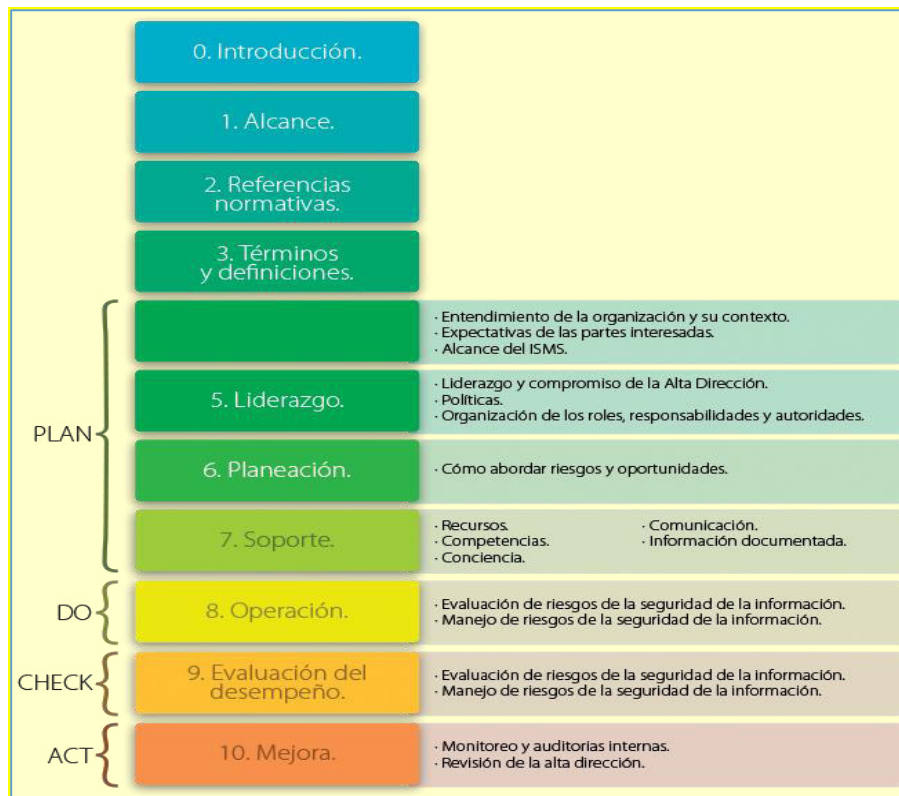 0. Introducción.
1. Alcance.
2. Referencias
normativas.
3. Términos
y definiciones.
· Entendimiento de la organización y su contexto.
· Expectativas de las partes interesadas.
· Alcance del ISMS.
PLAN
5. Liderazgo.
· Liderazgo y compromiso de la Alta Dirección.
· Políticas.
· Organización de los roles, responsabilidades y autoridades.
6. Planeación.
· Cómo abordar riesgos y oportunidades.
7. Soporte.
· Recursos.
· Competencias.
· Conciencia.
· Comunicación.
· Información documentada.
DO
8. Operación.
· Evaluación de riesgos de la seguridad de la información.
· Manejo de riesgos de la seguridad de la información.
CHECK
9. Evaluación del
desempeño.
· Evaluación de riesgos de la seguridad de la información.
· Manejo de riesgos de la seguridad de la información.
ACT
10. Mejora.
· Monitoreo y auditorias internas.
· Revisión de la alta dirección.